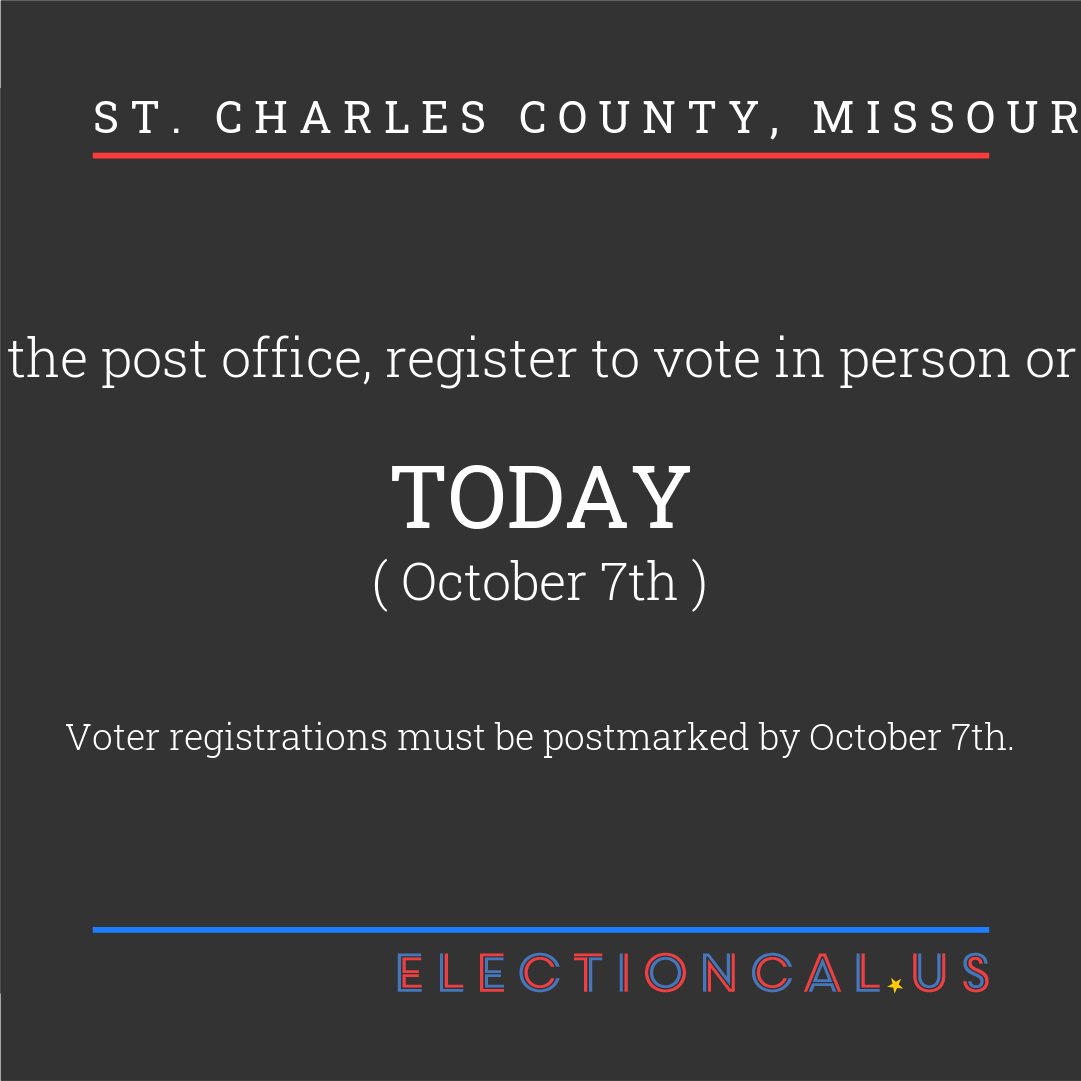 ST. CHARLES COUNTY, MISSOUR
the post office, register to vote in person or
TODAY
( October 7th )
Voter registrations must be postmarked by October 7th.
ELECTIONCAL.US